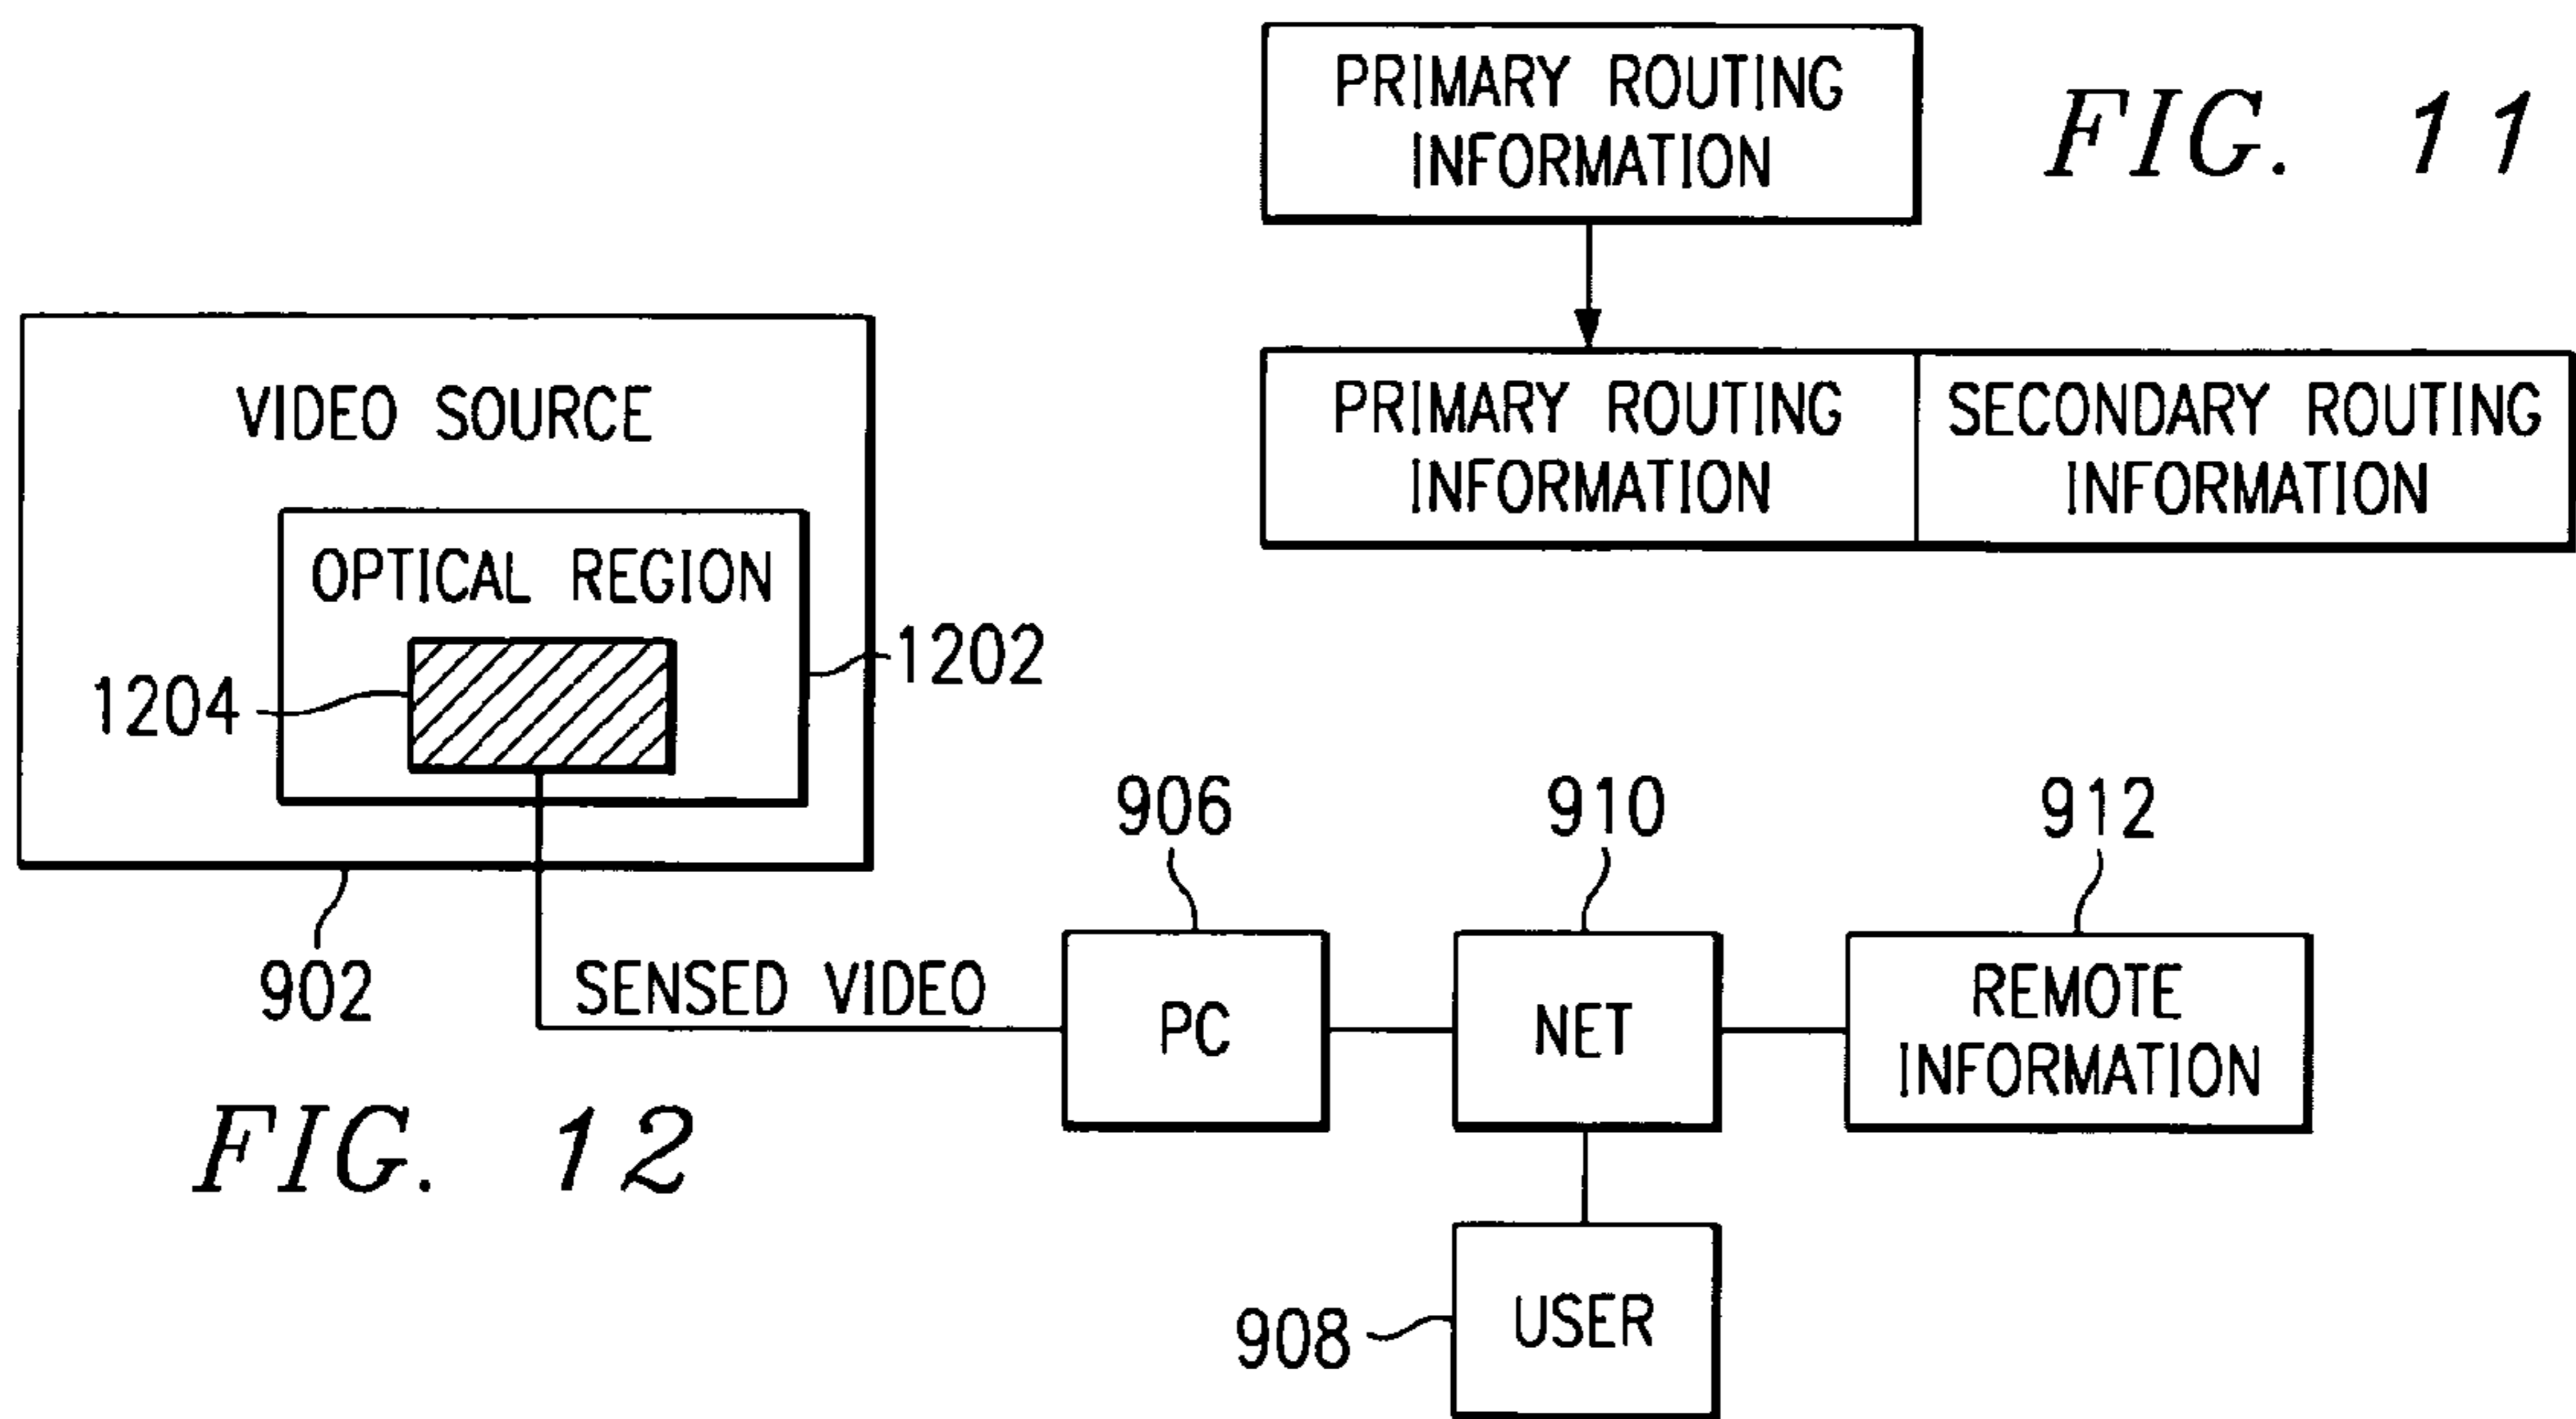 PRIMARY ROUTING
INFORMATION
FIG. 11
PRIMARY ROUTING
INFORMATION
SECONDARY ROUTING
INFORMATION
VIDEO SOURCE
OPTICAL REGION
1202
1204
902
SENSED VIDEO
906
PC
910
NET
912
REMOTE
INFORMATION
908
USER
FIG. 12